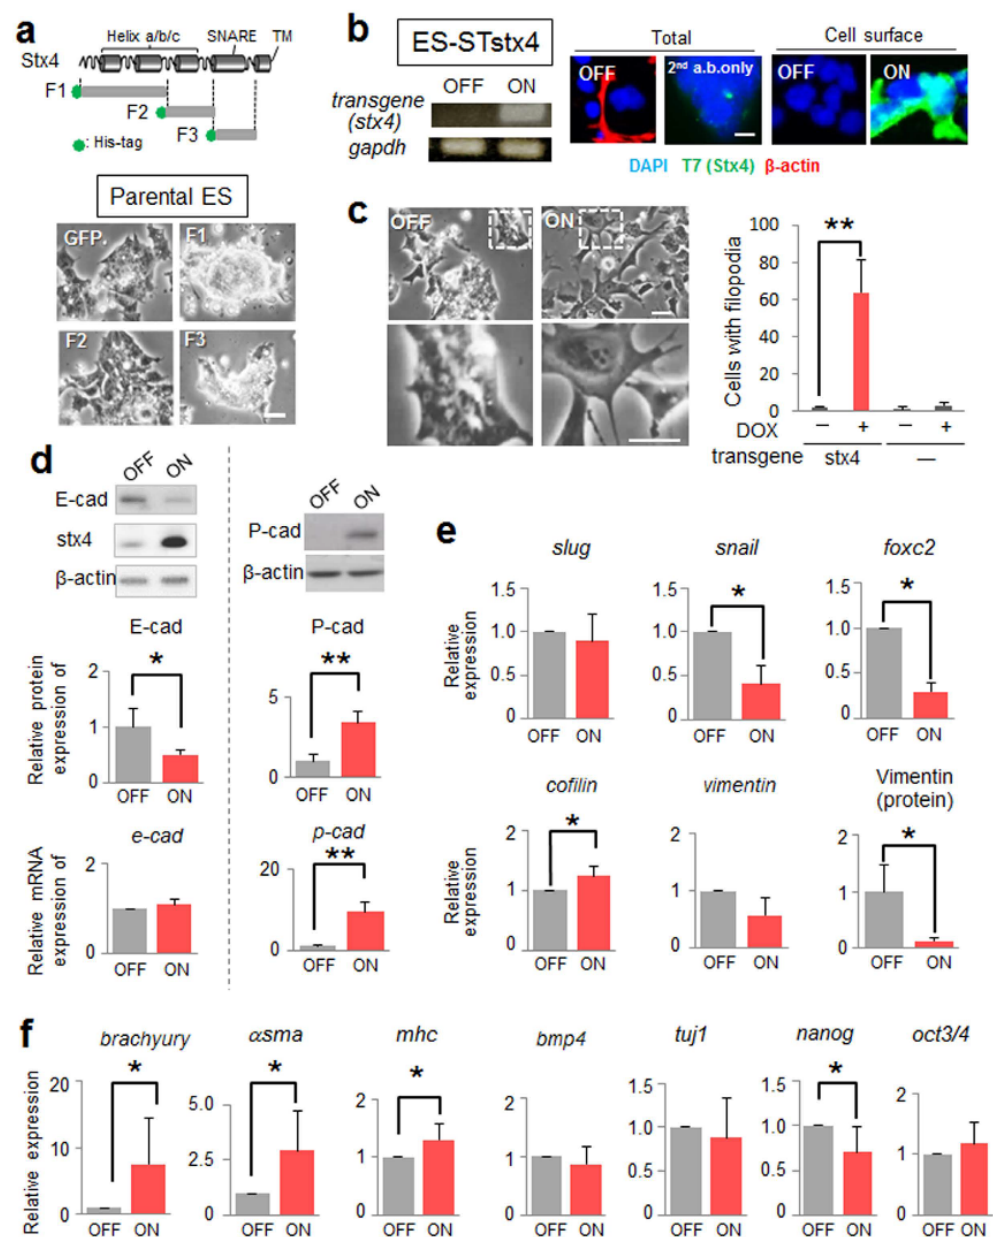 a
Helix a/b/c
SNARE
TM
Stx4
F1
F2
F3
: His-tag
Parental ES
GFP.
F1
F2
F3
b
ES-STstx4
OFF
ON
transgene
(stx4)
gapdh
Total
Cell surface
OFF
2nd a.b.only
OFF
ON
DAPI T7 (Stx4) β-actin
c
OFF
ON
Cells with filopodia
100
80
60
40
20
0
**
DOX
– + – +
transgene
stx4
—
d
OFF ON
E-cad
stx4
β-actin
OFF ON
P-cad
β-actin
E-cad
Relative protein
expression of
2
1
0
*
OFF ON
P-cad
5
0
**
OFF ON
e-cad
Relative mRNA
expression of
2
1
0
OFF ON
p-cad
20
0
**
OFF ON
e
slug
Relative
expression
1.5
1.0
0.5
0
OFF ON
snail
1.5
1.0
0.5
0
*
OFF ON
foxc2
1.5
1.0
0.5
0
*
OFF ON
cofilin
Relative
expression
2
1
0
*
OFF ON
vimentin
2
1
0
OFF ON
Vimentin
(protein)
2
1
0
*
OFF ON
f
brachyury
Relative expression
20
10
0
*
OFF ON
αsma
5.0
2.5
0
*
OFF ON
mhc
2
1
0
*
OFF ON
bmp4
2
1
0
OFF ON
tuj1
1.5
1.0
0.5
0
OFF ON
nanog
1.5
1.0
0.5
0
*
OFF ON
oct3/4
2
1
0
OFF ON